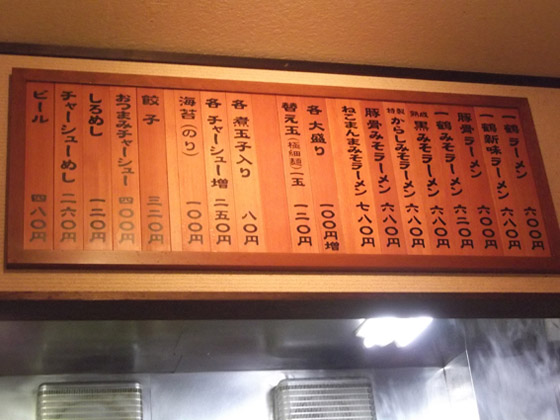 一鶴ラーメン 六〇〇円
一鶴新味ラーメン 六八〇円
豚骨ラーメン 六〇〇円
一鶴みそラーメン 六二〇円
熟成黒みそラーメン 六八〇円
特製からしみそラーメン 六八〇円
豚骨みそラーメン 六八〇円
ねこまんまみそラーメン 七八〇円
各大盛り 一〇〇円増
替え玉(極細麺)一玉 一二〇円
各煮玉子入り 八〇円
各チャーシュー増 二五〇円
海苔(のり) 一〇〇円
餃子 三二〇円
おつまみチャーシュー 四〇〇円
しろめし 一二〇円
チャーシューめし 二六〇円
ビール 四八〇円